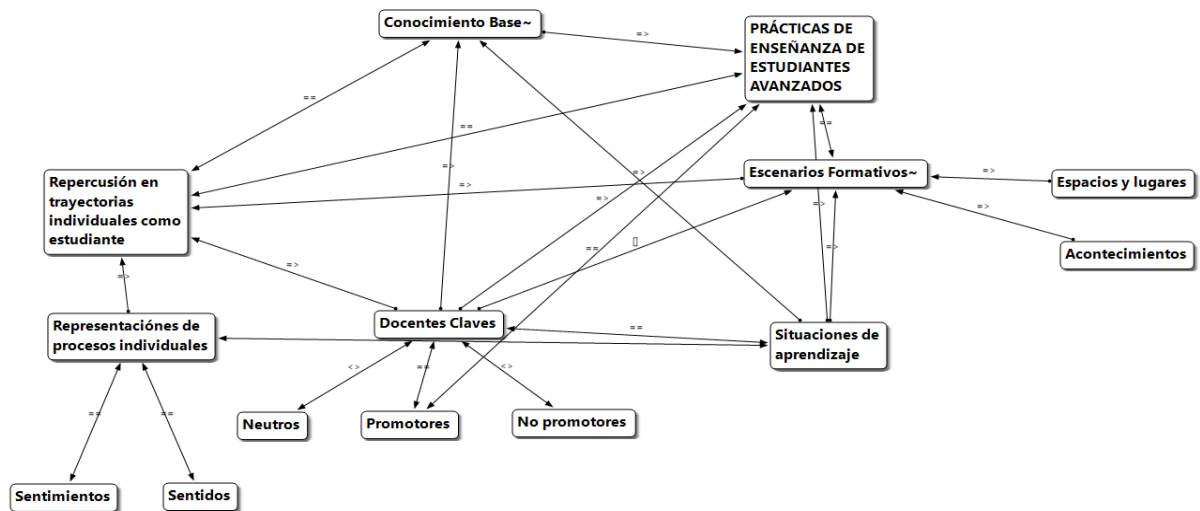 Conocimiento Base~
PRÁCTICAS DE
ENSEÑANZA DE
ESTUDIANTES
AVANZADOS
=>
==
==
==
=>
=>
Escenarios Formativos~
=>
Espacios y lugares
Repercusión en
trayectorias
individuales como
estudiante
=>
=>
=>
=>
Acontecimientos
==
=>
=>
=>
Representaciónes de
procesos individuales
Docentes Claves
==
Situaciones de
aprendizaje
<>
==
<>
Neutros
Promotores
No promotores
==
==
Sentimientos
Sentidos